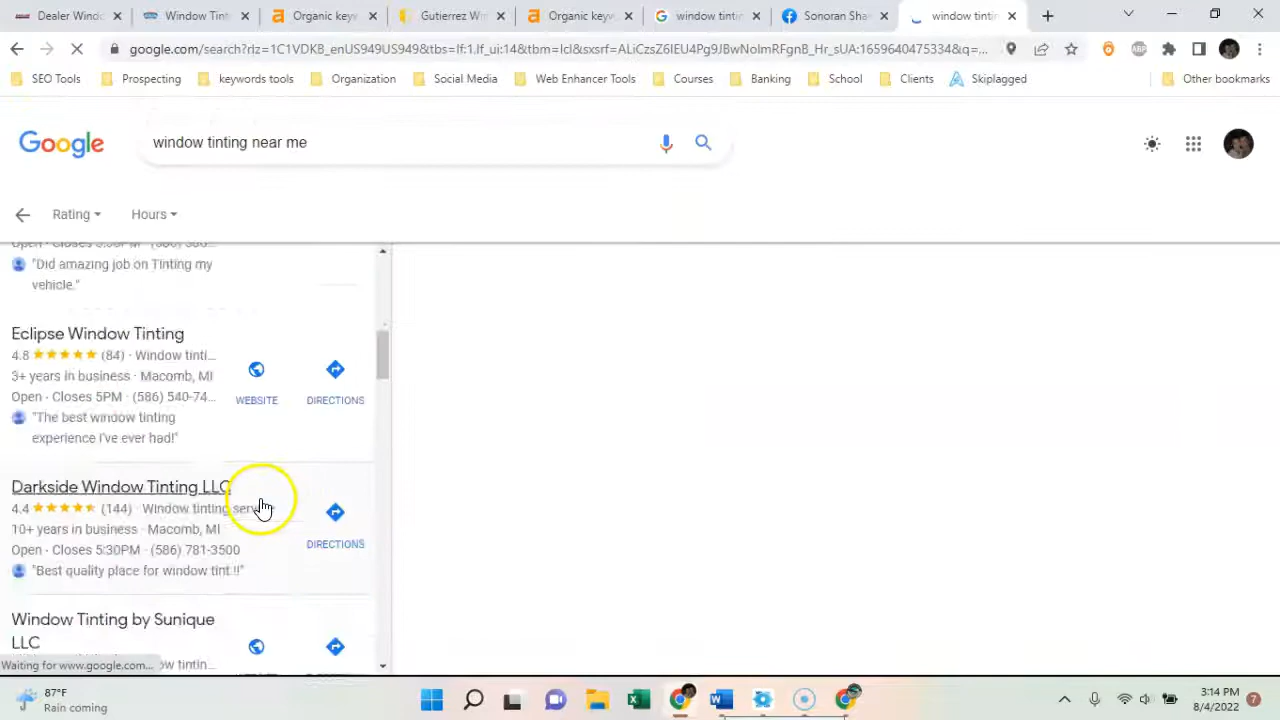 Dealer Windo
Window Tint
Organic keyw
Gutierrez Win
Organic keyw
window tintin
Sonoran Sha
window tintin
google.com/search?rlz=1C1VDKB_enUS949US949&tbs=lf:1,lf_ui:14&tbm=lcl&sxsrf=ALiCzsZ6IEU4Pg9JBwNolmRFgnB_Hr_sUA:1659640475334&q=...
SEO Tools
Prospecting
keywords tools
Organization
Social Media
Web Enhancer Tools
Courses
Banking
School
Clients
Skiplagged
Other bookmarks
Google
window tinting near me
Rating
Hours
"Did amazing job on Tinting my
vehicle."
Eclipse Window Tinting
4.8 (84) · Window tinti...
3+ years in business · Macomb, MI
Open · Closes 5PM · (586) 540-74...
"The best window tinting
experience I've ever had!"
WEBSITE
DIRECTIONS
Darkside Window Tinting LLC
4.4 (144) · Window tinting
10+ years in business · Macomb, MI
Open · Closes 5:30PM · (586) 781-3500
"Best quality place for window tint.!!"
DIRECTIONS
Window Tinting by Sunique
LLC
Waiting for www.google.com...
87°F
Rain coming
3:14 PM
8/4/2022
7